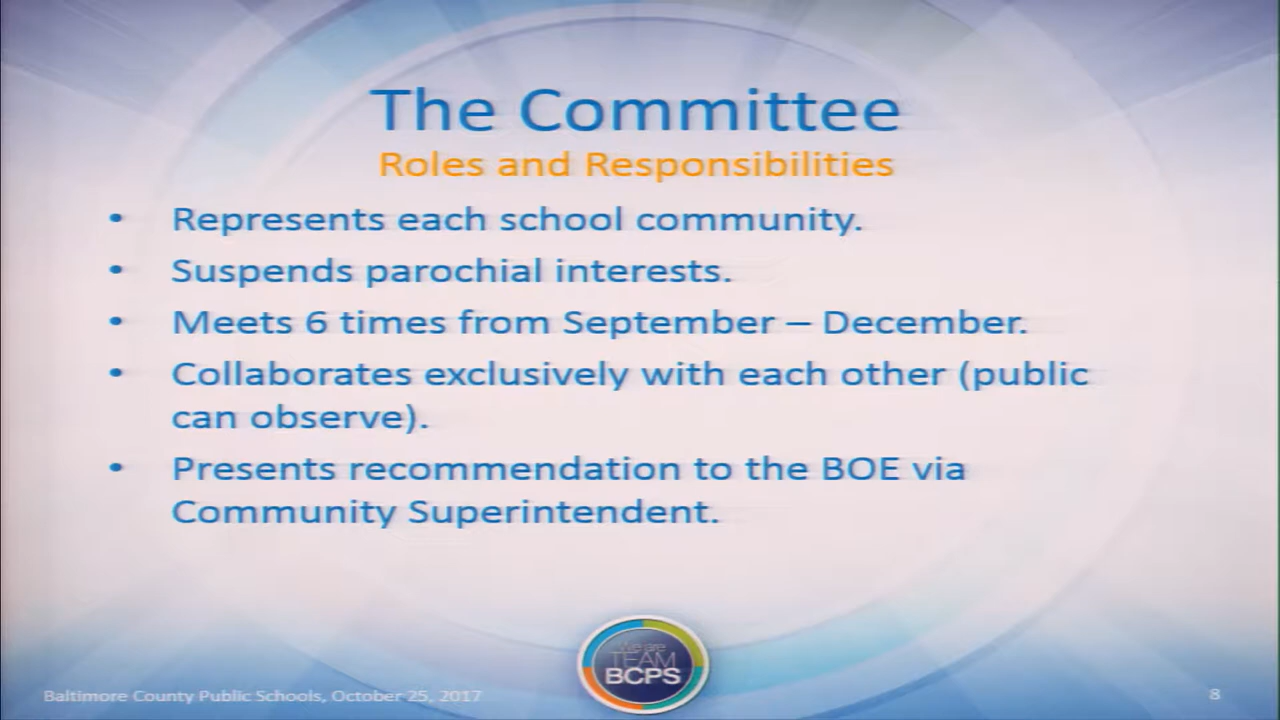 The Committee
Roles and Responsibilities
• Represents each school community.
• Suspends parochial interests.
• Meets 6 times from September – December.
• Collaborates exclusively with each other (public
can observe).
• Presents recommendation to the BOE via
Community Superintendent.
We are
TEAM
BCPS
Baltimore County Public Schools, October 25, 2017
8